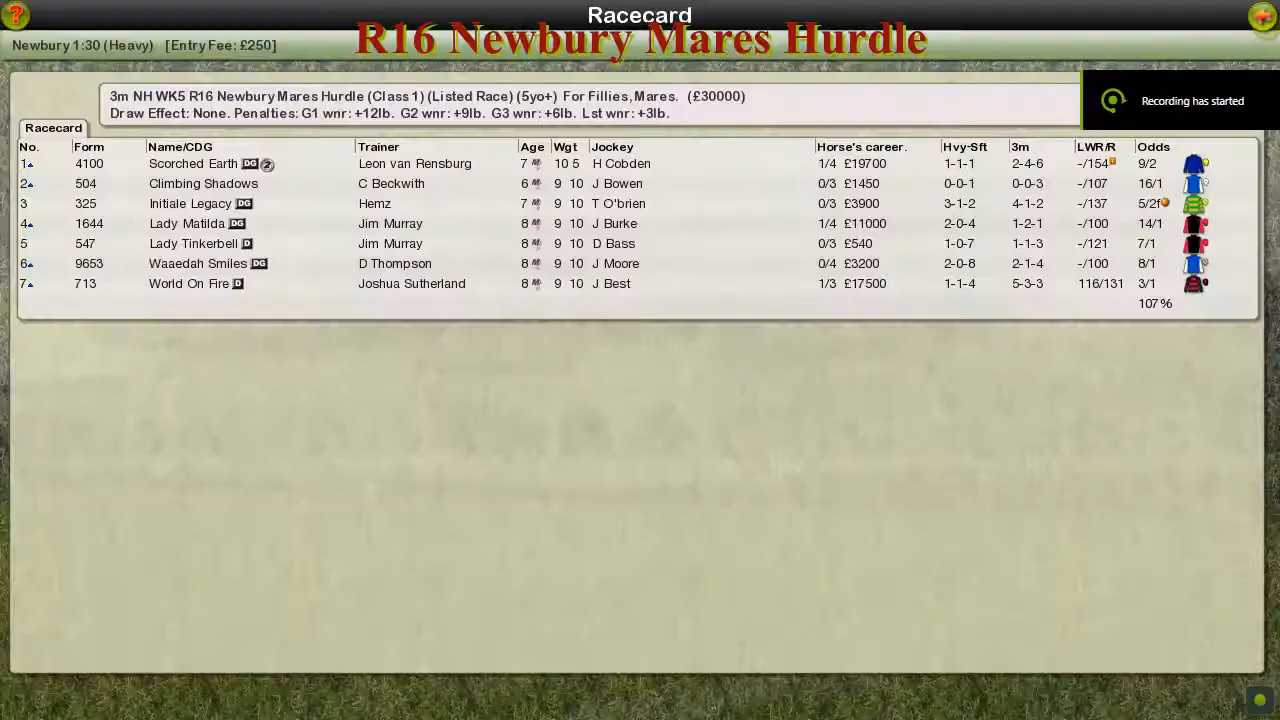 Racecard
R16 Newbury Mares Hurdle
Newbury 1:30 (Heavy) [Entry Fee: £250]
3m NH WK5 R16 Newbury Mares Hurdle (Class 1) (Listed Race) (5yo+) For Fillies, Mares. (£30000)
Draw Effect: None. Penalties: G1 wnr: +12lb. G2 wnr: +9lb. G3 wnr: +6lb. Lst wnr: +3lb.
Recording has started
Racecard
No. Form Name/CDG Trainer Age Wgt Jockey Horse's career. Hvy-Sft 3m LWR/R Odds
1 4100 Scorched Earth DG 2 Leon van Rensburg 7 10 5 H Cobden 1/4 £19700 1-1-1 2-4-6 -/154 9/2
2 504 Climbing Shadows C Beckwith 6 9 10 J Bowen 0/3 £1450 0-0-1 0-0-3 -/107 16/1
3 325 Initiale Legacy DG Hemz 7 9 10 T O'brien 0/3 £3900 3-1-2 4-1-2 -/137 5/2f
4 1644 Lady Matilda DG Jim Murray 8 9 10 J Burke 1/4 £11000 2-0-4 1-2-1 -/100 14/1
5 547 Lady Tinkerbell D Jim Murray 8 9 10 D Bass 0/3 £540 1-0-7 1-1-3 -/121 7/1
6 9653 Waaedah Smiles DG D Thompson 8 9 10 J Moore 0/4 £3200 2-0-8 2-1-4 -/100 8/1
7 713 World On Fire D Joshua Sutherland 8 9 10 J Best 1/3 £17500 1-1-4 5-3-3 116/131 3/1
107%